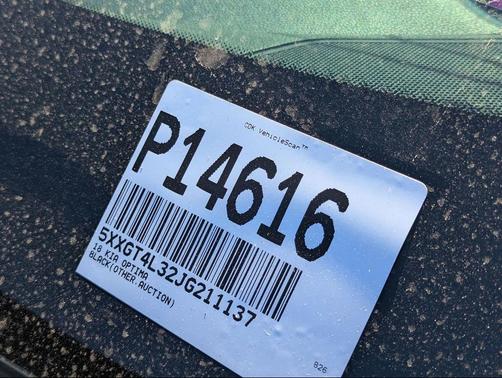 CDK VehicleScan™
P14616
5XXGT4L32JG211137
18 KIA OPTIMA
BLACK(OTHER:AUCTION)
826